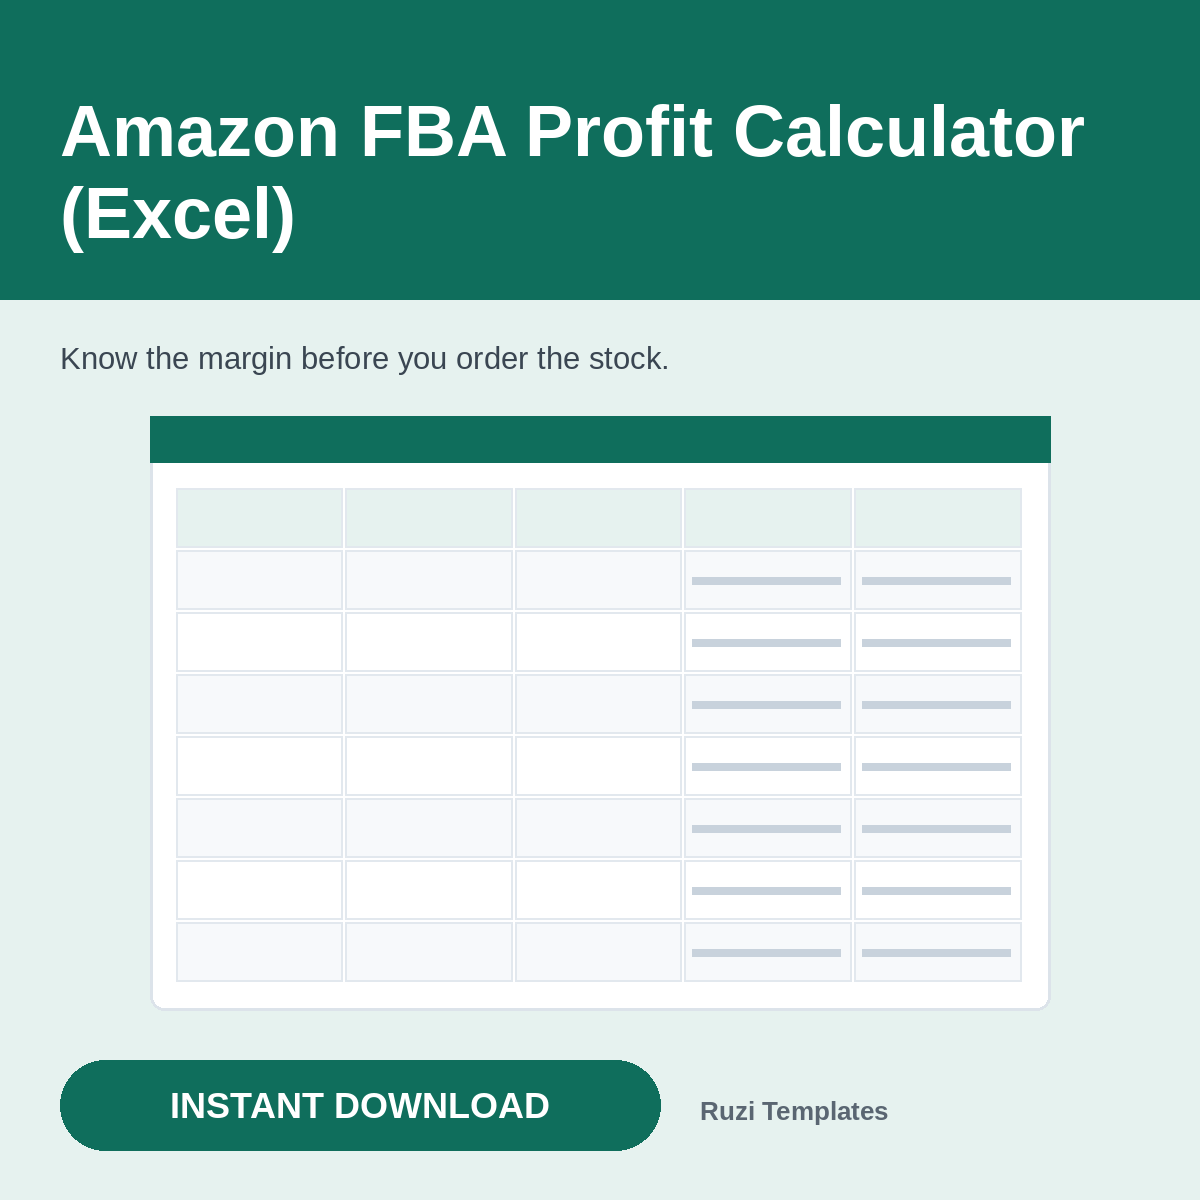 Amazon FBA Profit Calculator
(Excel)
Know the margin before you order the stock.
INSTANT DOWNLOAD
Ruzi Templates